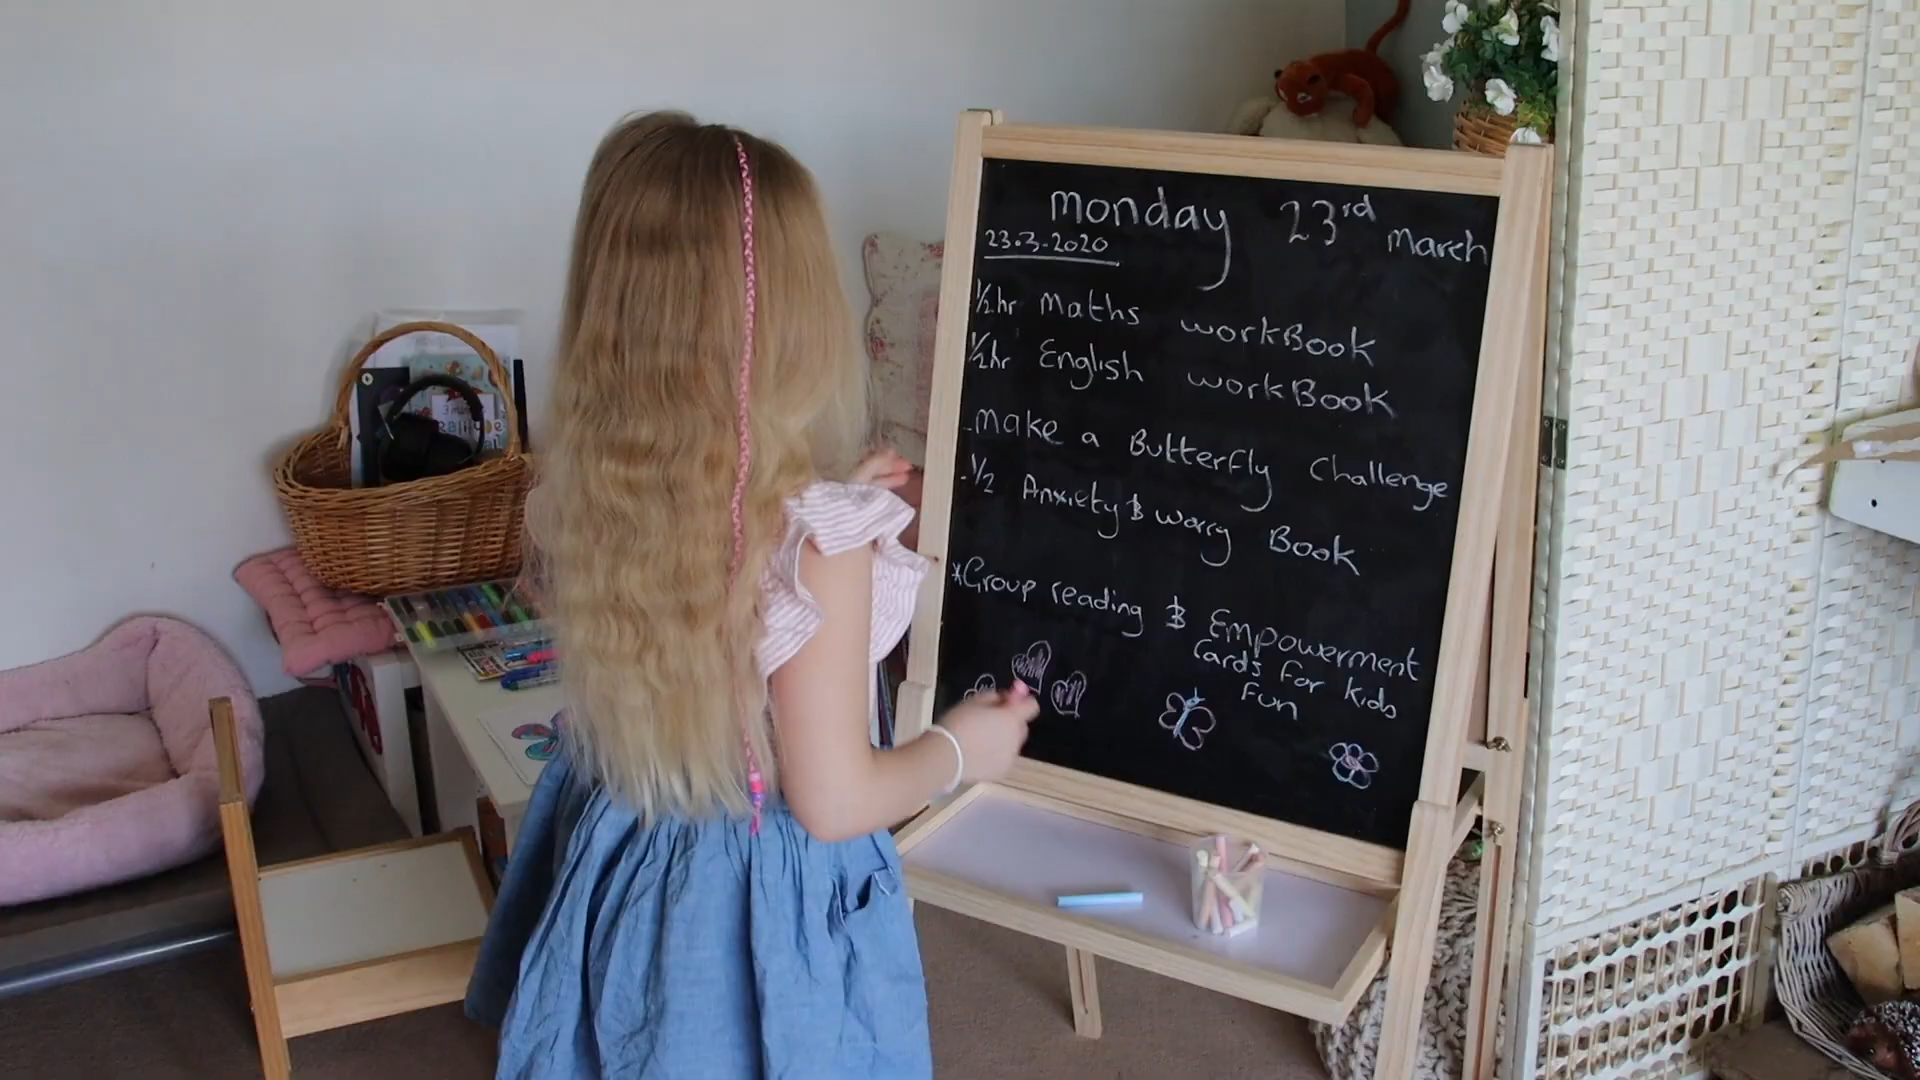 monday 23rd March
23.3.2020
½hr Maths workBook
½hr English workBook
-Make a Butterfly Challenge
-½ Anxiety & worry Book
*Group reading & Empowerment
Cards for kids
Fun